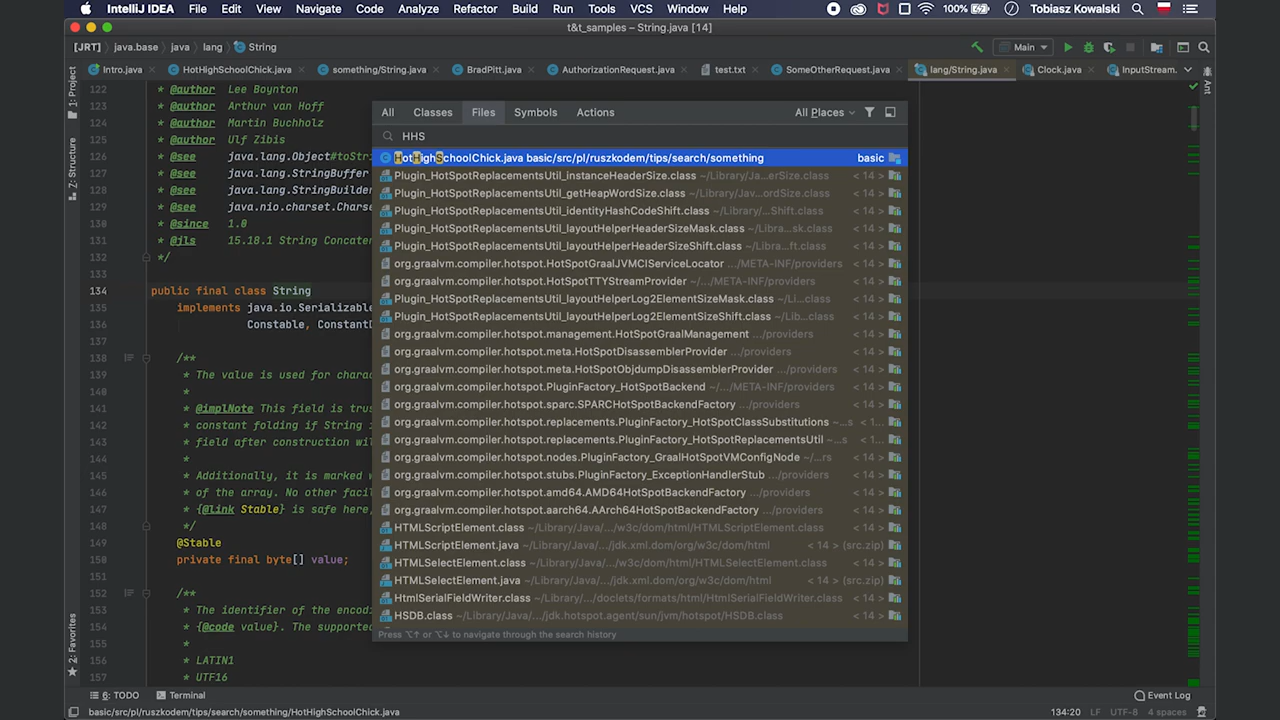 IntelliJ IDEA File Edit View Navigate Code Analyze Refactor Build Run Tools VCS Window Help 100% Tobiasz Kowalski
t&t_samples – String.java [14]
[JRT] java.base java lang String Main
Intro.java HotHighSchoolChick.java something/String.java BradPitt.java AuthorizationRequest.java test.txt SomeOtherRequest.java lang/String.java Clock.java InputStream.
1: Project
Z: Structure
2: Favorites
Ant
122 * @author Lee Boynton
123 * @author Arthur van Hoff
124 * @author Martin Buchholz
125 * @author Ulf Zibis
126 * @see java.lang.Object#toStri
127 * @see java.lang.StringBuffer
128 * @see java.lang.StringBuilder
129 * @see java.nio.charset.Charse
130 * @since 1.0
131 * @jls 15.18.1 String Concaten
132 */
133
134 public final class String
135 implements java.io.Serializable
136 Constable, ConstantD
137
138 /**
139 * The value is used for charac
140 *
141 * @implNote This field is trus
142 * constant folding if String i
143 * field after construction wil
144 *
145 * Additionally, it is marked w
146 * of the array. No other facil
147 * {@link Stable} is safe here,
148 */
149 @Stable
150 private final byte[] value;
151
152 /**
153 * The identifier of the encodi
154 * {@code value}. The supported
155 *
156 * LATIN1
157 * UTF16
All Classes Files Symbols Actions All Places
HHS
HotHighSchoolChick.java basic/src/pl/ruszkodem/tips/search/something basic
Plugin_HotSpotReplacementsUtil_instanceHeaderSize.class ~/Library/Ja...erSize.class < 14 >
Plugin_HotSpotReplacementsUtil_getHeapWordSize.class ~/Library/...ordSize.class < 14 >
Plugin_HotSpotReplacementsUtil_identityHashCodeShift.class ~/Library/...Shift.class < 14 >
Plugin_HotSpotReplacementsUtil_layoutHelperHeaderSizeMask.class ~/Libra...sk.class < 14 >
Plugin_HotSpotReplacementsUtil_layoutHelperHeaderSizeShift.class ~/Libra...ft.class < 14 >
org.graalvm.compiler.hotspot.HotSpotGraalJVMCIServiceLocator .../META-INF/providers < 14 >
org.graalvm.compiler.hotspot.HotSpotTTYStreamProvider ~/.../META-INF/providers < 14 >
Plugin_HotSpotReplacementsUtil_layoutHelperLog2ElementSizeMask.class ~/Li...class < 14 >
Plugin_HotSpotReplacementsUtil_layoutHelperLog2ElementSizeShift.class ~/Lib...class < 14 >
org.graalvm.compiler.hotspot.management.HotSpotGraalManagement .../providers < 14 >
org.graalvm.compiler.hotspot.meta.HotSpotDisassemblerProvider .../providers < 14 >
org.graalvm.compiler.hotspot.meta.HotSpotObjdumpDisassemblerProvider .../providers < 14 >
org.graalvm.compiler.hotspot.PluginFactory_HotSpotBackend ~/.../META-INF/providers < 14 >
org.graalvm.compiler.hotspot.sparc.SPARCHotSpotBackendFactory .../providers < 14 >
org.graalvm.compiler.hotspot.replacements.PluginFactory_HotSpotClassSubstitutions ~...s < 1...
org.graalvm.compiler.hotspot.replacements.PluginFactory_HotSpotReplacementsUtil ~...s < 1...
org.graalvm.compiler.hotspot.nodes.PluginFactory_GraalHotSpotVMConfigNode ~/...rs < 14 >
org.graalvm.compiler.hotspot.stubs.PluginFactory_ExceptionHandlerStub .../providers < 14 >
org.graalvm.compiler.hotspot.amd64.AMD64HotSpotBackendFactory .../providers < 14 >
org.graalvm.compiler.hotspot.aarch64.AArch64HotSpotBackendFactory .../providers < 14 >
HTMLScriptElement.class ~/Library/Java/.../w3c/dom/html/HTMLScriptElement.class < 14 >
HTMLScriptElement.java ~/Library/Java/.../jdk.xml.dom/org/w3c/dom/html < 14 > (src.zip)
HTMLSelectElement.class ~/Library/Java/.../w3c/dom/html/HTMLSelectElement.class < 14 >
HTMLSelectElement.java ~/Library/Java/.../jdk.xml.dom/org/w3c/dom/html < 14 > (src.zip)
HtmlSerialFieldWriter.class .../doclets/formats/html/HtmlSerialFieldWriter.class < 14 >
HSDB.class ~/Library/Java/.../jdk.hotspot.agent/sun/jvm/hotspot/HSDB.class < 14 >
Press ⌥↑ or ⌥↓ to navigate through the search history
6: TODO Terminal Event Log
basic/src/pl/ruszkodem/tips/search/something/HotHighSchoolChick.java 134:20 LF UTF-8 4 spaces